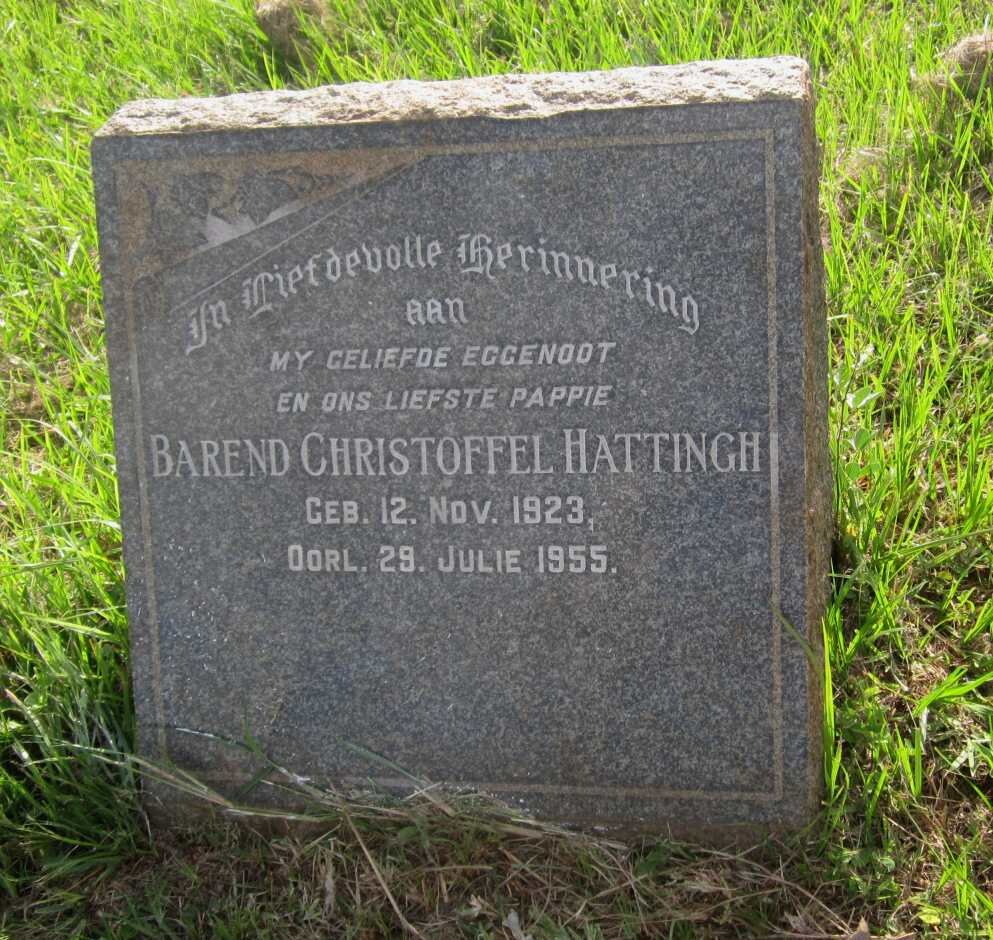 In Liefdevolle Herinnering
aan
MY GELIEFDE EGGENOOT
EN ONS LIEFSTE PAPPIE
BAREND CHRISTOFFEL HATTINGH
GEB. 12. NOV. 1923,
OORL. 29. JULIE 1955.